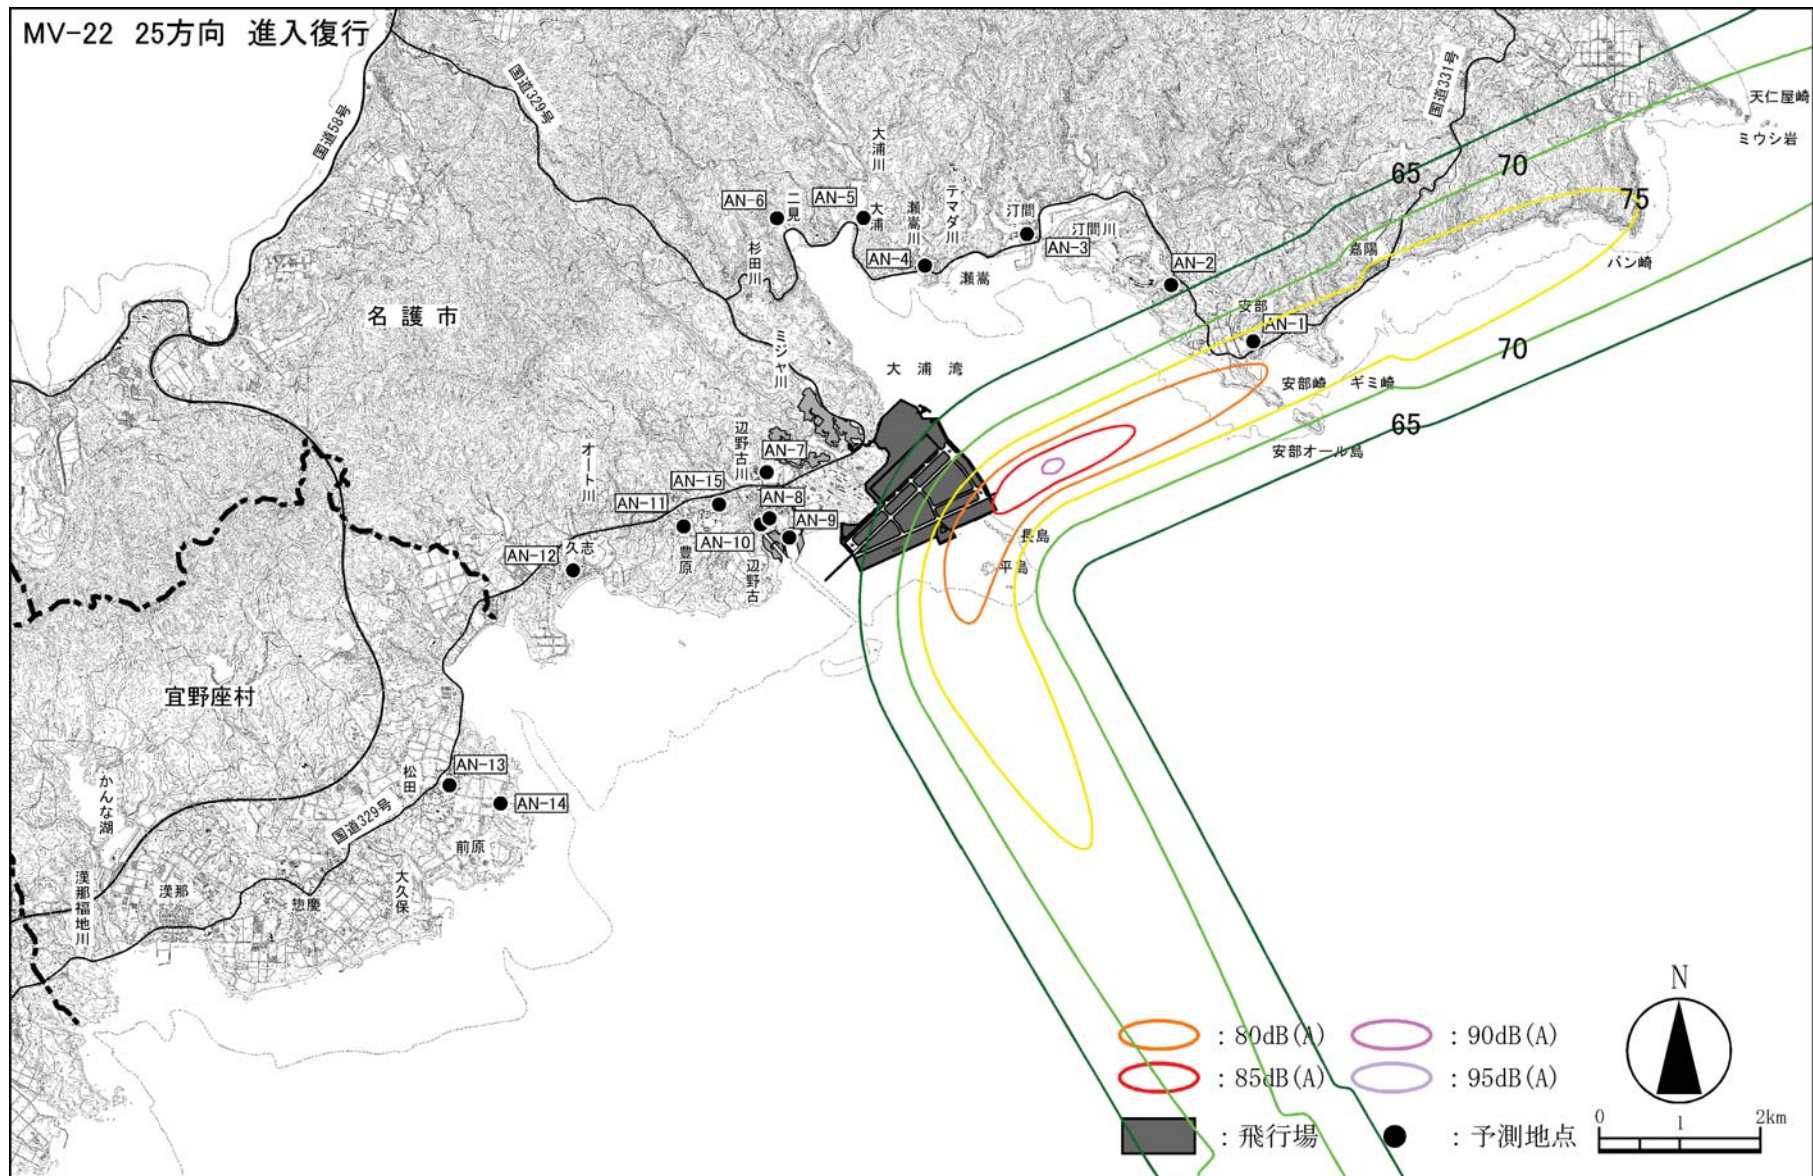 MV-22 25方向 進入復行
国道58号
国道329号
国道331号
天仁屋崎
ミウシ岩
65
70
75
大浦川
テマダ川
AN-6
二見
AN-5
大浦
瀬嵩川
汀間
汀間川
AN-3
AN-4
瀬嵩
AN-2
嘉陽
バン崎
杉田川
安部
AN-1
名護市
ミジャ川
大浦湾
安部崎
ギミ崎
70
65
安部オール島
辺野古川
オート川
AN-7
AN-15
AN-8
AN-11
AN-9
AN-10
豊原
辺野古
長島
平島
AN-12
久志
宜野座村
かんな湖
松田
AN-13
AN-14
国道329号
前原
大久保
漢那福地川
漢那
惣慶
N
:80dB(A)
:90dB(A)
:85dB(A)
:95dB(A)
:飛行場
:予測地点
0 1 2km